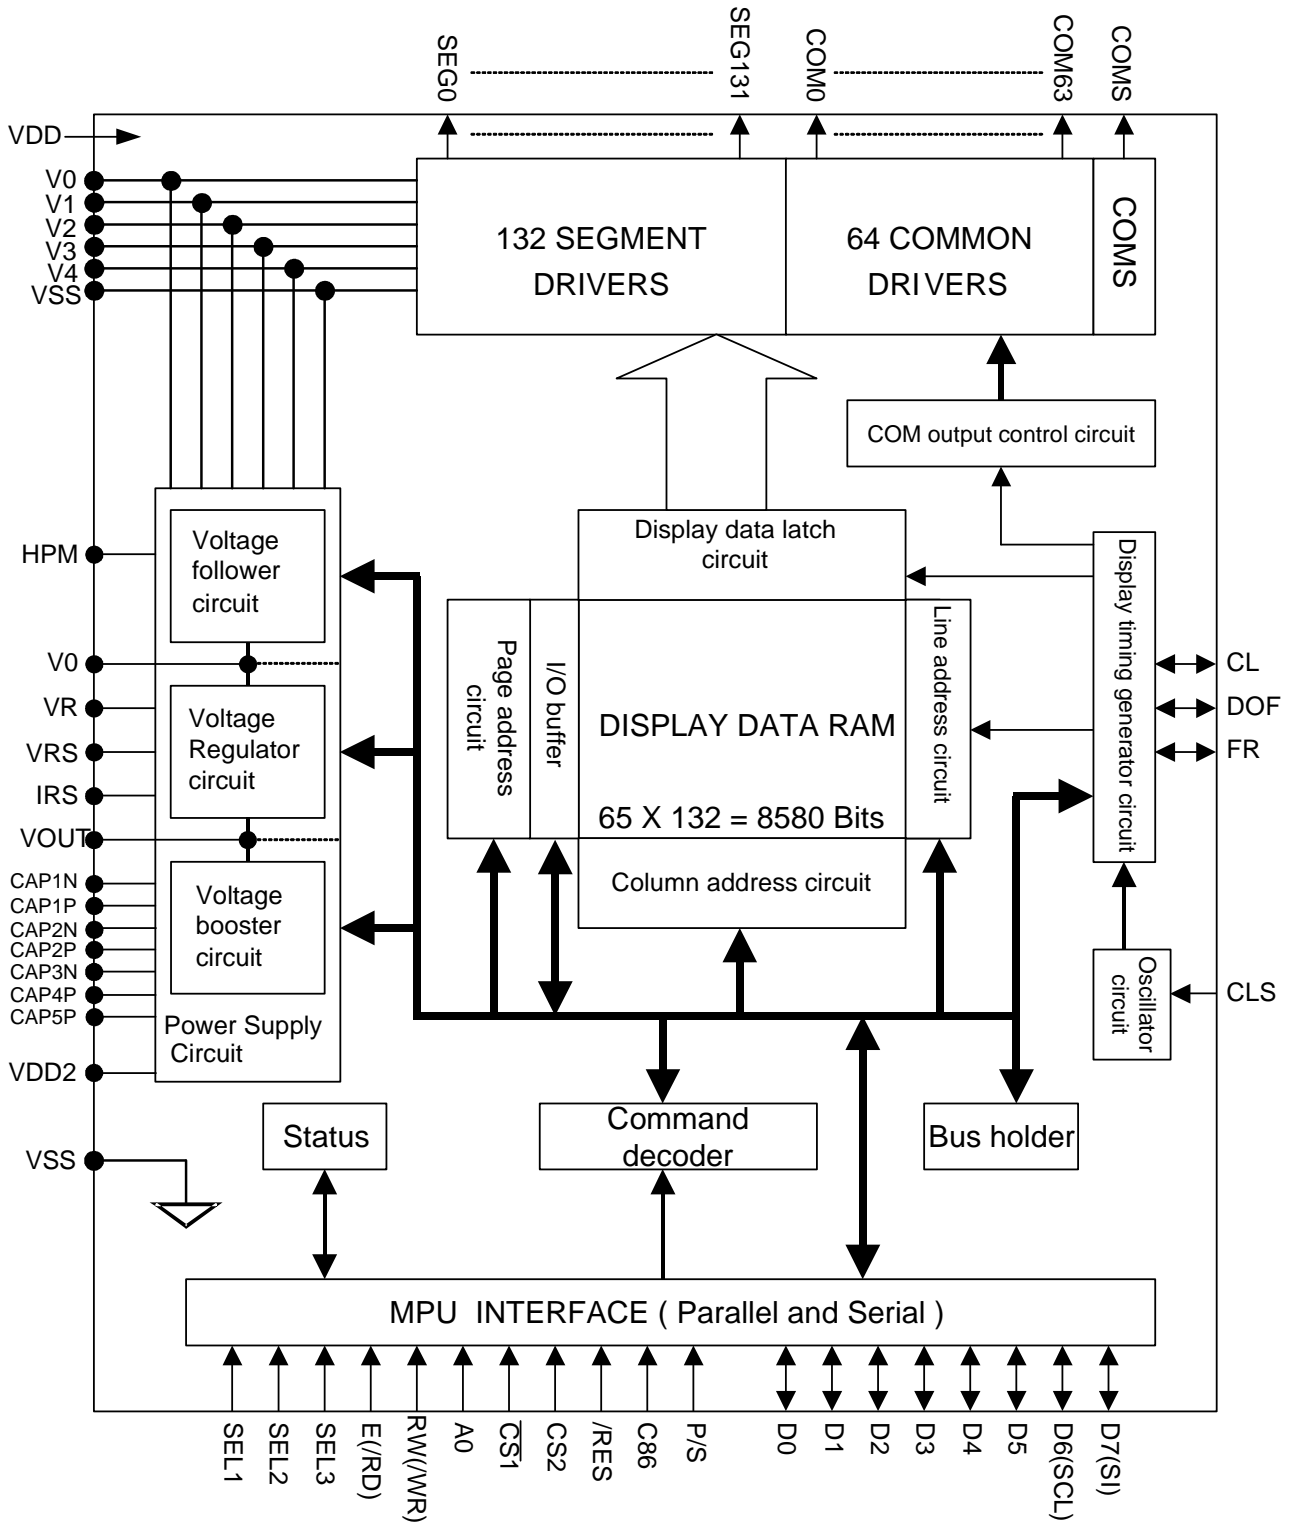 SEG0
SEG131
COM0
COM63
COMS
VDD
V0
V1
V2
V3
V4
VSS
132 SEGMENT
DRIVERS
64 COMMON
DRIVERS
COMS
COM output control circuit
HPM
V0
VR
VRS
IRS
VOUT
CAP1N
CAP1P
CAP2N
CAP2P
CAP3N
CAP4P
CAP5P
VDD2
VSS
Voltage
follower
circuit
Voltage
Regulator
circuit
Voltage
booster
circuit
Power Supply
Circuit
Display data latch
circuit
Page address
circuit
I/O buffer
DISPLAY DATA RAM
65 X 132 = 8580 Bits
Line address circuit
Column address circuit
Display timing generator circuit
CL
DOF
FR
Oscillator
circuit
CLS
Status
Command
decoder
Bus holder
MPU INTERFACE ( Parallel and Serial )
SEL1
SEL2
SEL3
E(/RD)
RW(/WR)
A0
CS1
CS2
/RES
C86
P/S
D0
D1
D2
D3
D4
D5
D6(SCL)
D7(SI)